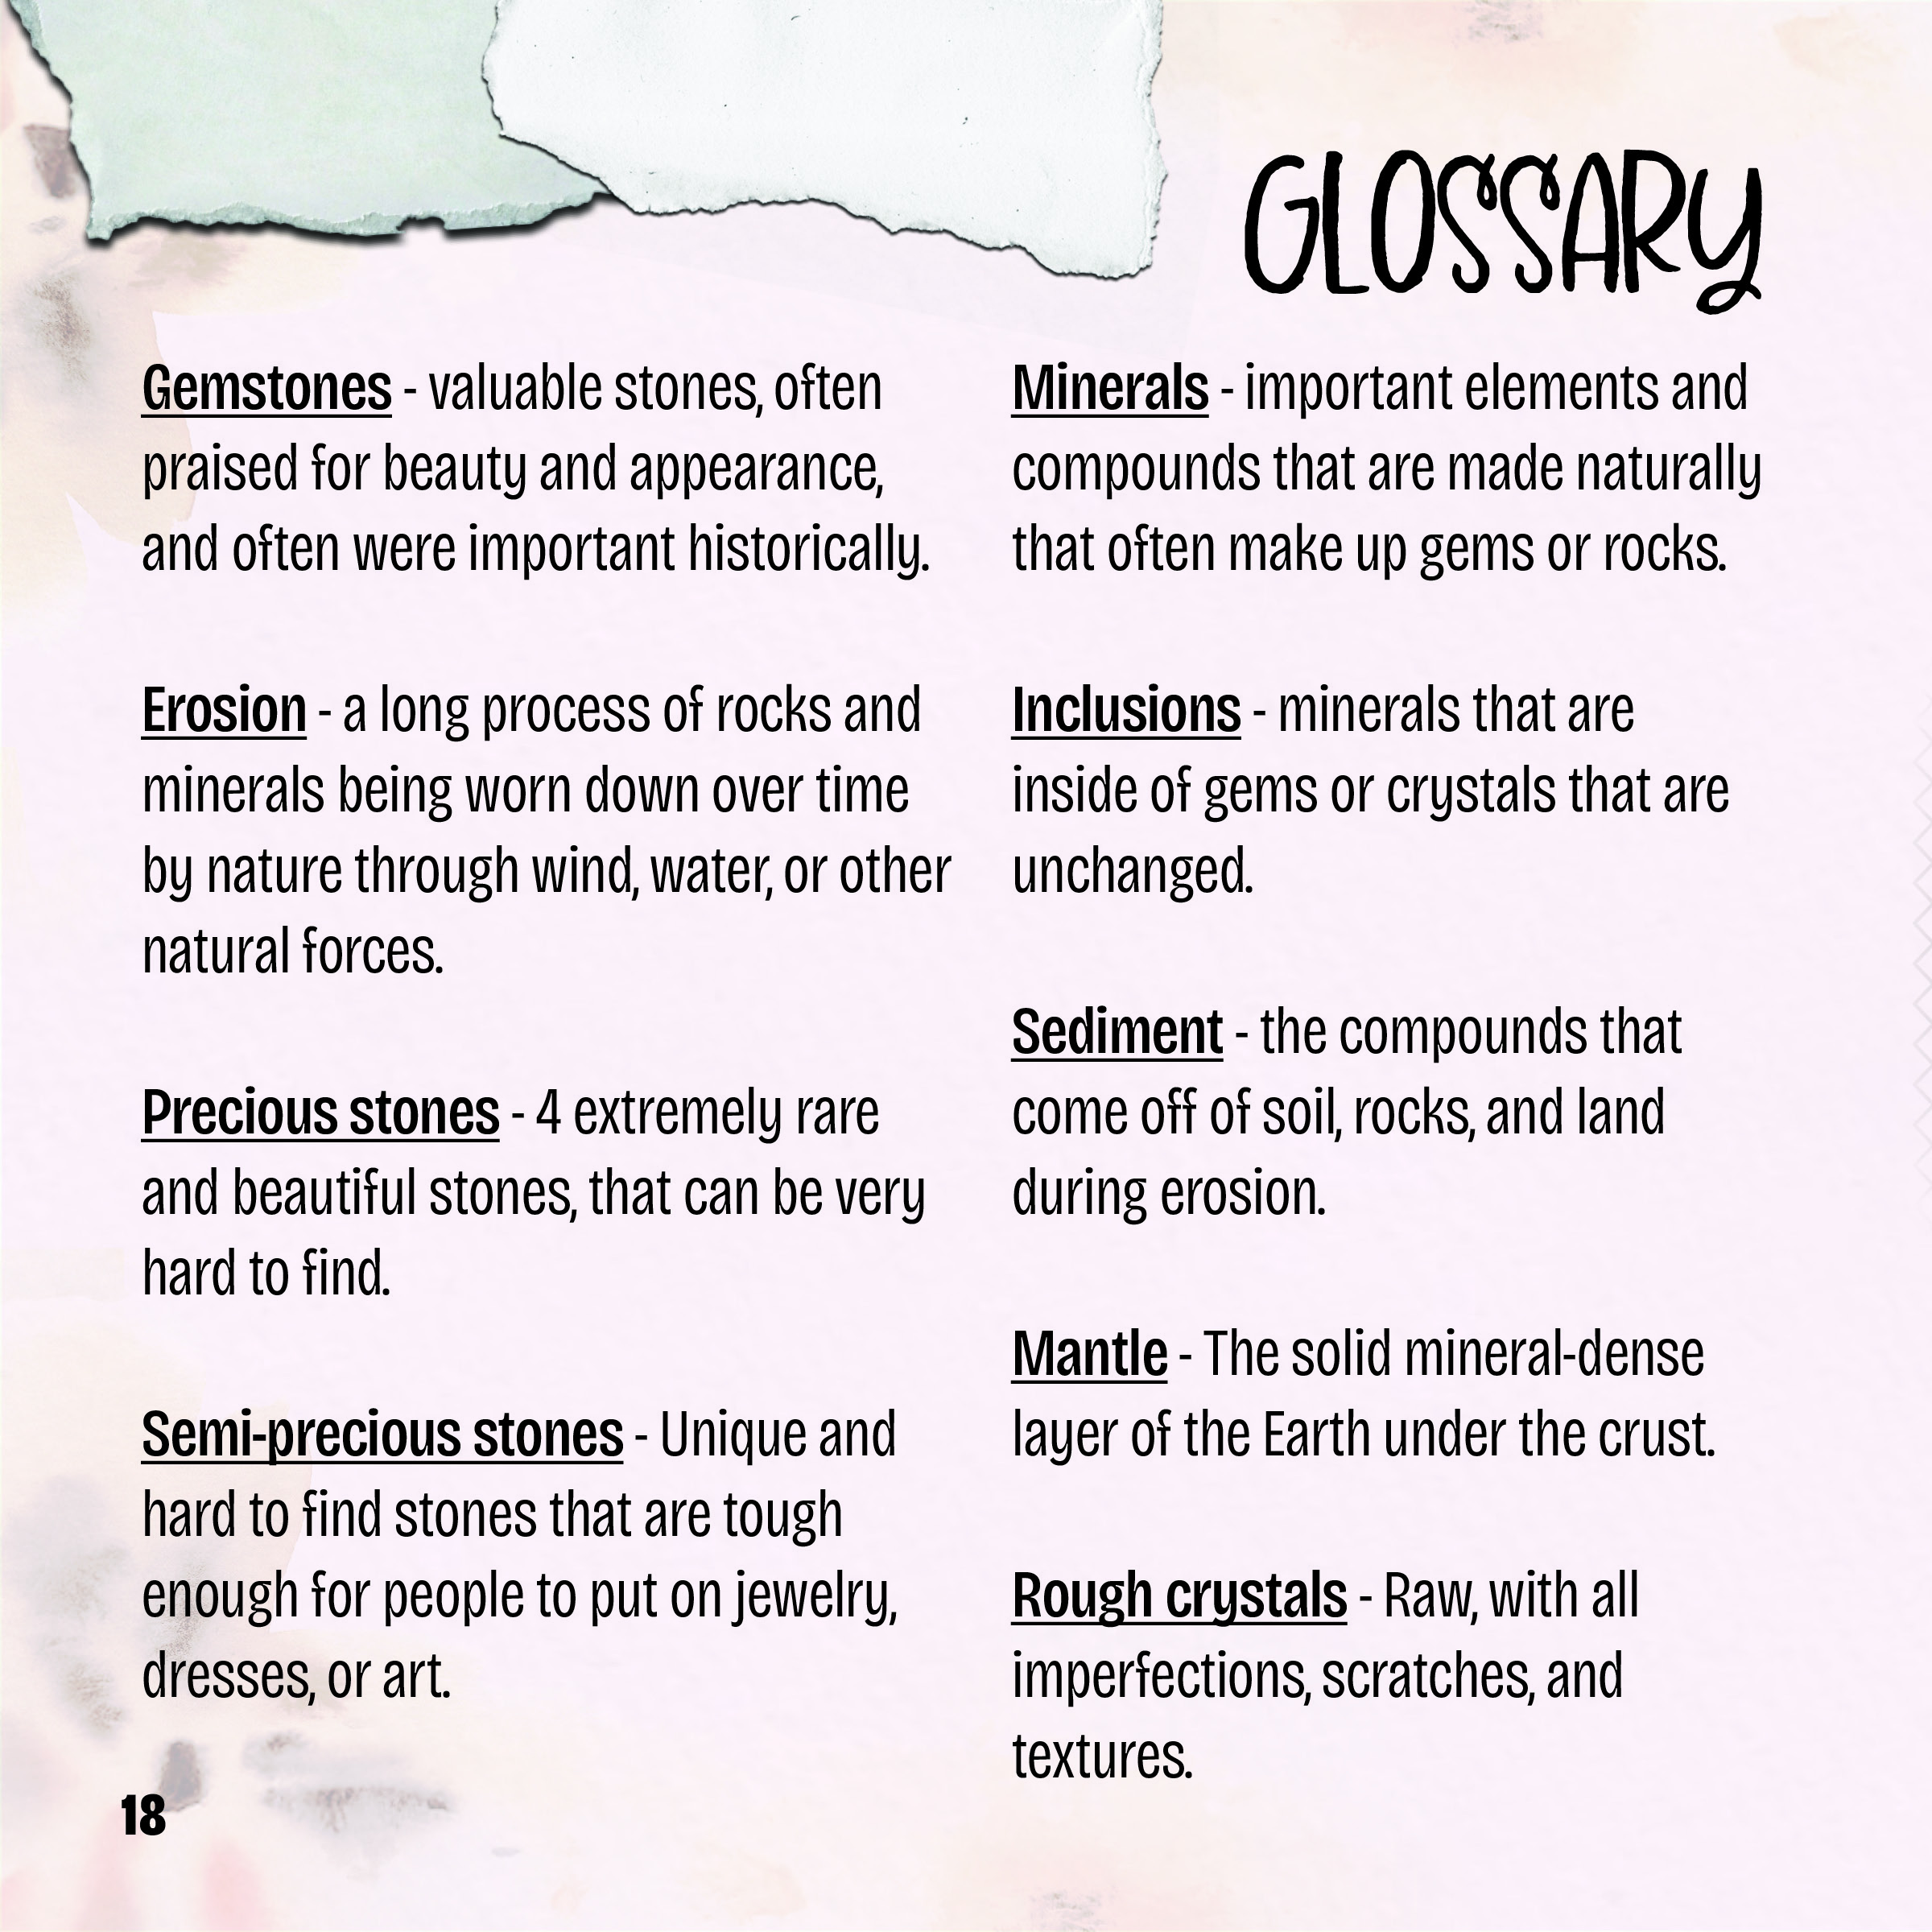 GLOSSARY
Gemstones - valuable stones, often
praised for beauty and appearance,
and often were important historically.
Erosion - a long process of rocks and
minerals being worn down over time
by nature through wind, water, or other
natural forces.
Precious stones - 4 extremely rare
and beautiful stones, that can be very
hard to find.
Semi-precious stones - Unique and
hard to find stones that are tough
enough for people to put on jewelry,
dresses, or art.
Minerals - important elements and
compounds that are made naturally
that often make up gems or rocks.
Inclusions - minerals that are
inside of gems or crystals that are
unchanged.
Sediment - the compounds that
come off of soil, rocks, and land
during erosion.
Mantle - The solid mineral-dense
layer of the Earth under the crust.
Rough crystals - Raw, with all
imperfections, scratches, and
textures.
18